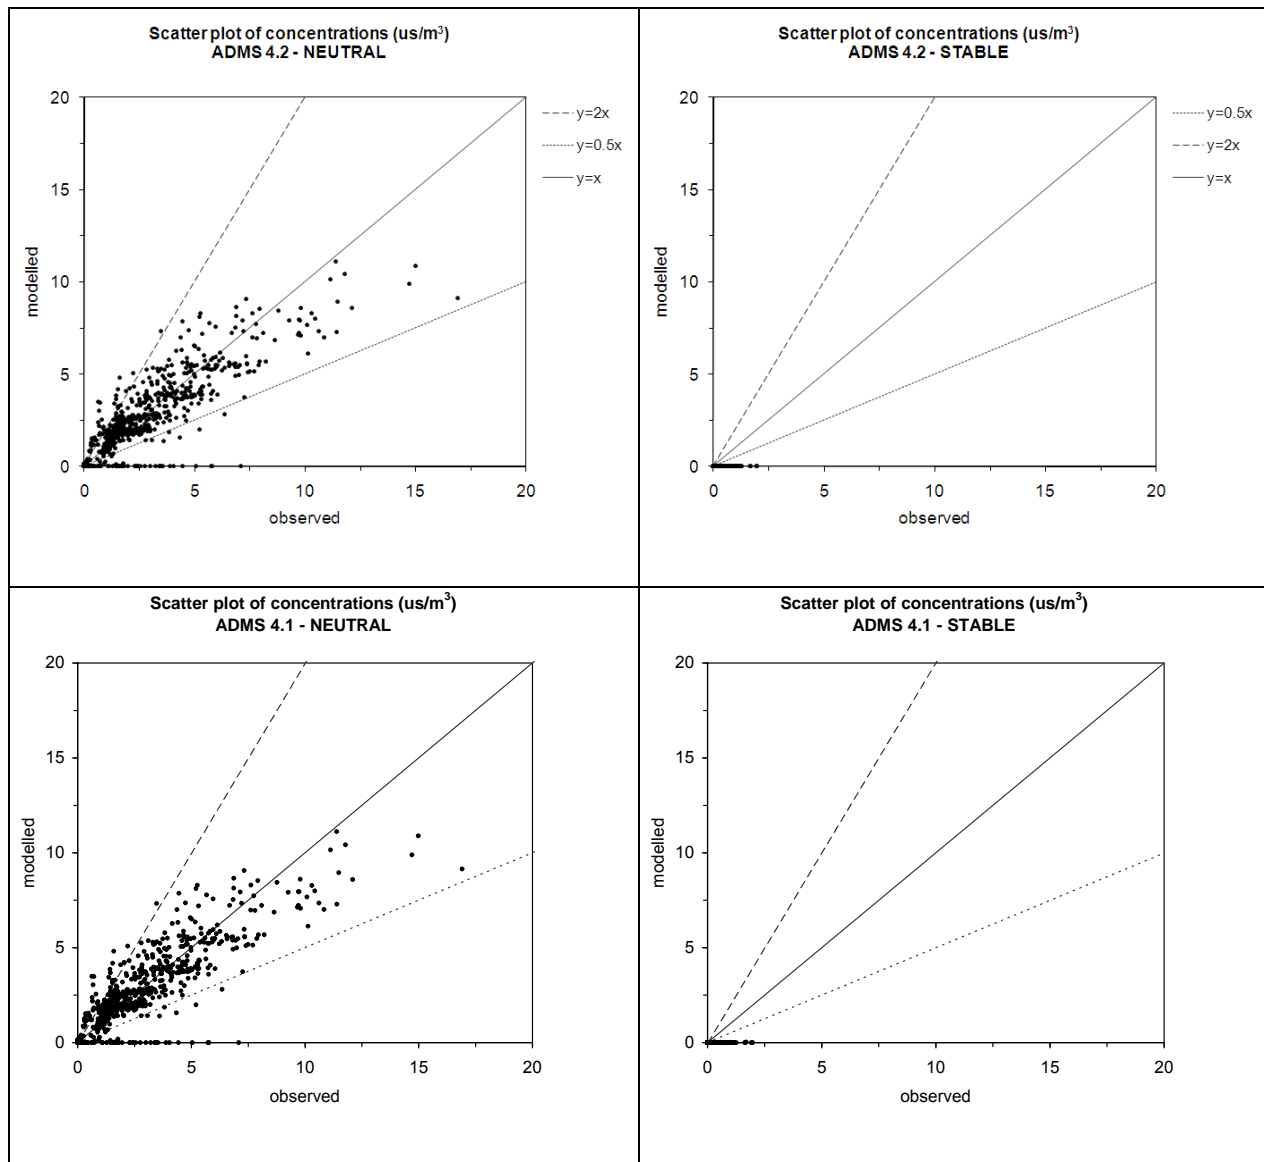 Scatter plot of concentrations (us/m³)
ADMS 4.2 - NEUTRAL
20
15
10
5
0
0 5 10 15 20
modelled
observed
y=2x
y=0.5x
y=x
Scatter plot of concentrations (us/m³)
ADMS 4.2 - STABLE
20
15
10
5
0
0 5 10 15 20
modelled
observed
y=0.5x
y=2x
y=x
Scatter plot of concentrations (us/m³)
ADMS 4.1 - NEUTRAL
20
15
10
5
0
0 5 10 15 20
modelled
observed
Scatter plot of concentrations (us/m³)
ADMS 4.1 - STABLE
20
15
10
5
0
0 5 10 15 20
modelled
observed